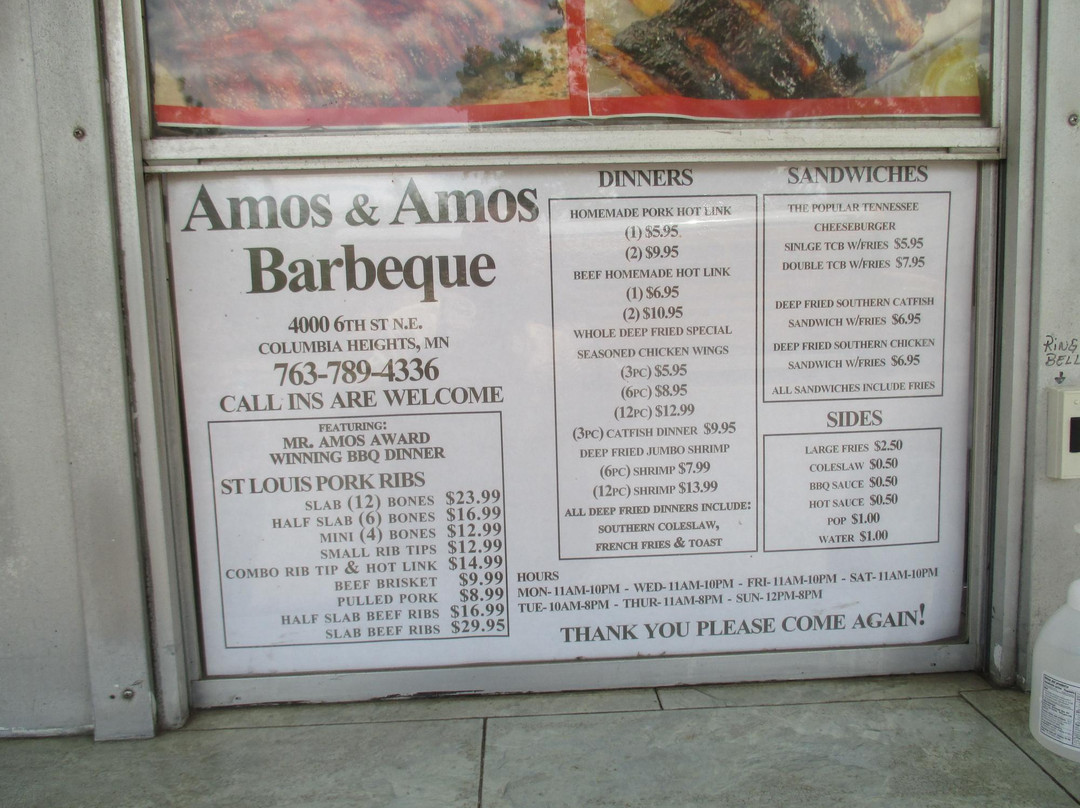 Amos & Amos
Barbeque
4000 6TH ST N.E.
COLUMBIA HEIGHTS, MN
763-789-4336
CALL INS ARE WELCOME
FEATURING:
MR. AMOS AWARD
WINNING BBQ DINNER
ST LOUIS PORK RIBS
SLAB (12) BONES $23.99
HALF SLAB (6) BONES $16.99
MINI (4) BONES $12.99
SMALL RIB TIPS $12.99
COMBO RIB TIP & HOT LINK $14.99
BEEF BRISKET $9.99
PULLED PORK $8.99
HALF SLAB BEEF RIBS $16.99
SLAB BEEF RIBS $29.95
DINNERS
HOMEMADE PORK HOT LINK
(1) $5.95
(2) $9.95
BEEF HOMEMADE HOT LINK
(1) $6.95
(2) $10.95
WHOLE DEEP FRIED SPECIAL
SEASONED CHICKEN WINGS
(3PC) $5.95
(6PC) $8.95
(12PC) $12.99
(3PC) CATFISH DINNER $9.95
DEEP FRIED JUMBO SHRIMP
(6PC) SHRIMP $7.99
(12PC) SHRIMP $13.99
ALL DEEP FRIED DINNERS INCLUDE:
SOUTHERN COLESLAW,
FRENCH FRIES & TOAST
SANDWICHES
THE POPULAR TENNESSEE
CHEESEBURGER
SINLGE TCB W/FRIES $5.95
DOUBLE TCB W/FRIES $7.95
DEEP FRIED SOUTHERN CATFISH
SANDWICH W/FRIES $6.95
DEEP FRIED SOUTHERN CHICKEN
SANDWICH W/FRIES $6.95
ALL SANDWICHES INCLUDE FRIES
SIDES
LARGE FRIES $2.50
COLESLAW $0.50
BBQ SAUCE $0.50
HOT SAUCE $0.50
POP $1.00
WATER $1.00
HOURS
MON- 11AM-10PM - WED- 11AM-10PM - FRI- 11AM-10PM - SAT- 11AM-10PM
TUE- 10AM-8PM - THUR- 11AM-8PM - SUN- 12PM-8PM
THANK YOU PLEASE COME AGAIN!
RING
BELL